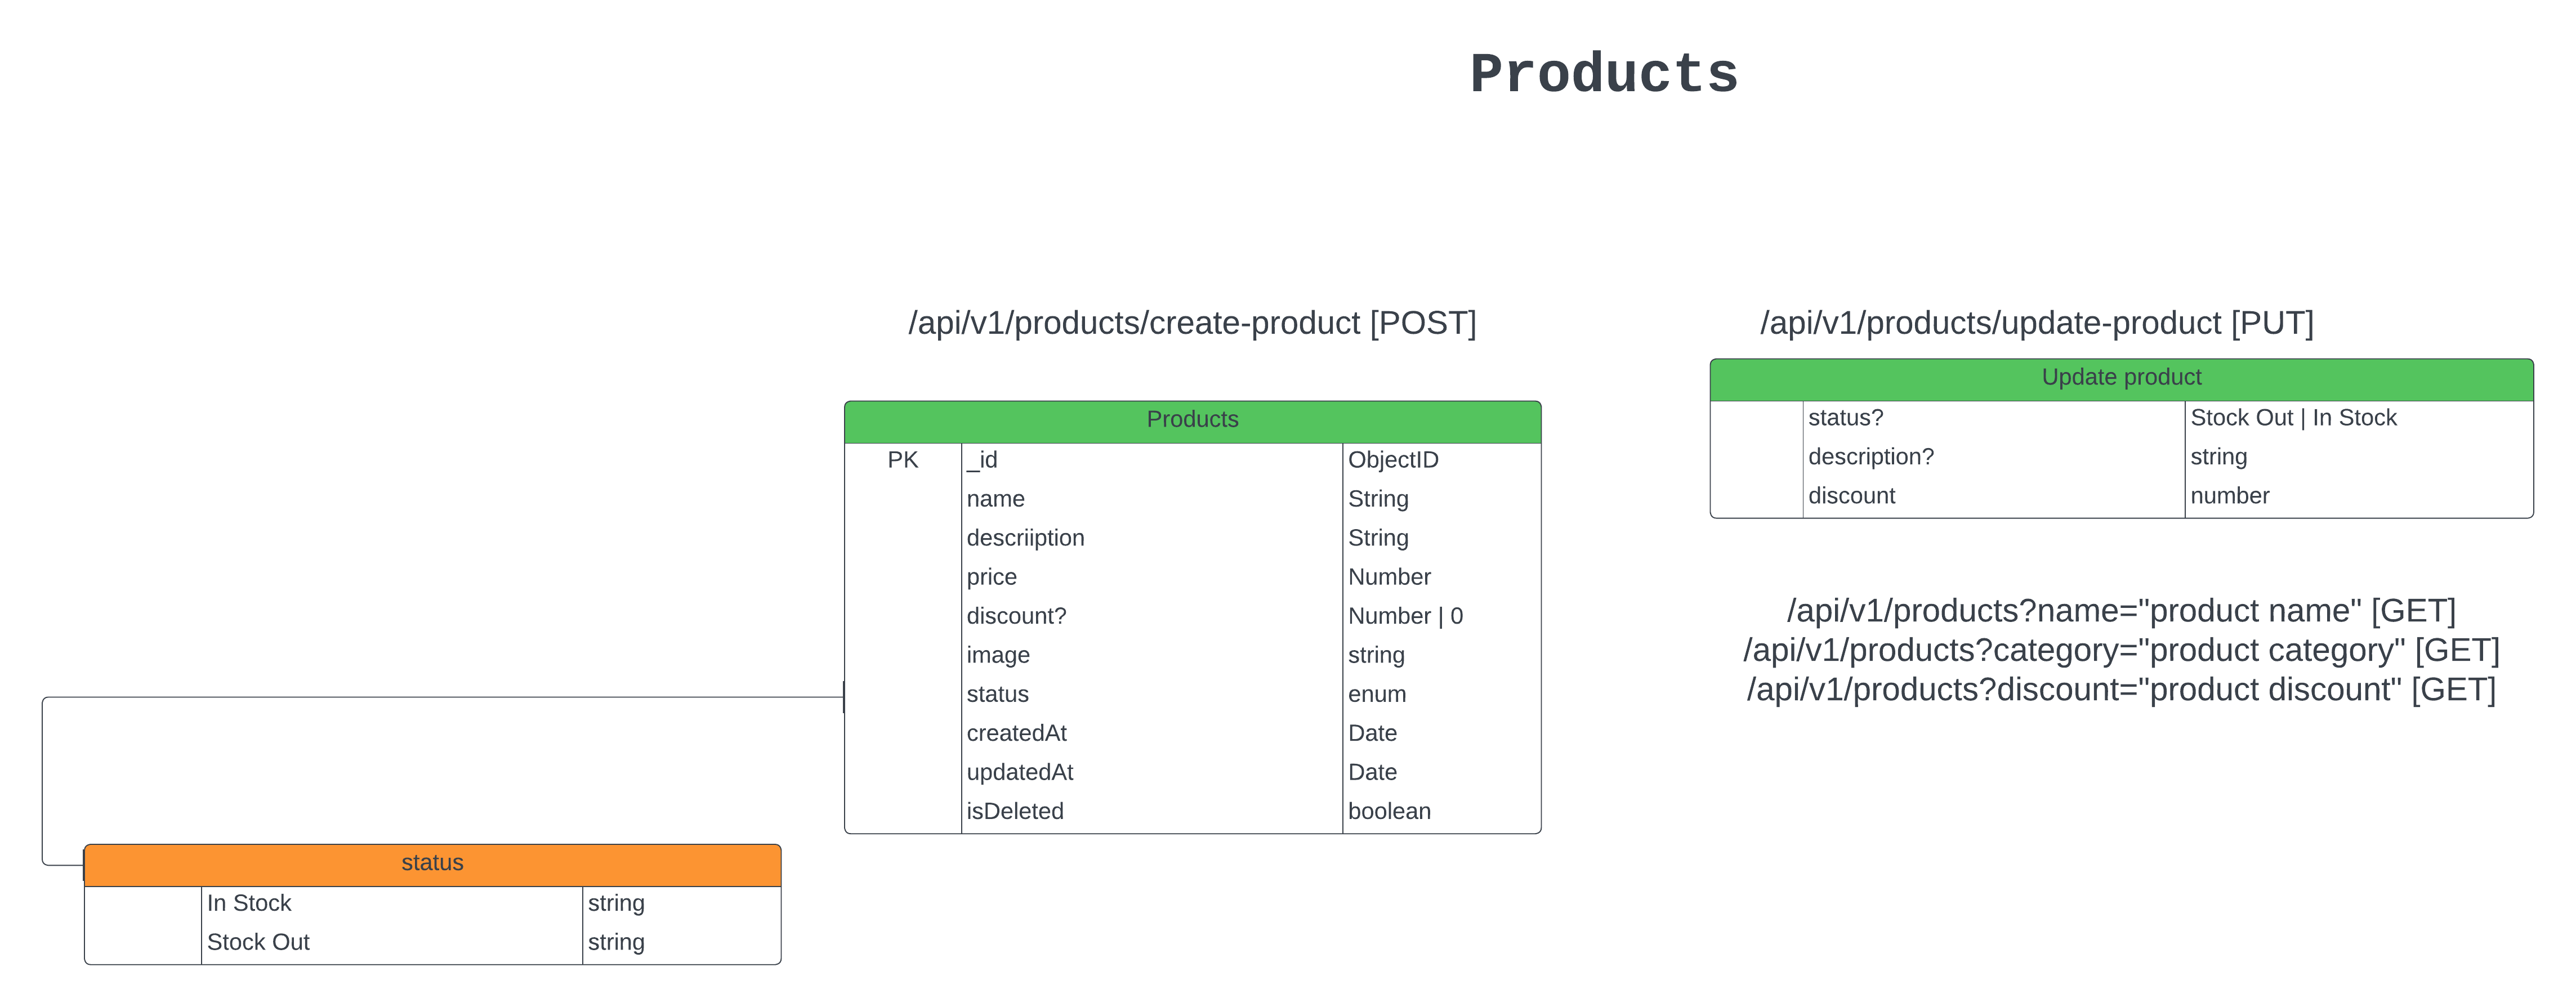 Products
/api/v1/products/create-product [POST]
Products
PK _id ObjectID
name String
descriiption String
price Number
discount? Number | 0
image string
status enum
createdAt Date
updatedAt Date
isDeleted boolean
status
In Stock string
Stock Out string
/api/v1/products/update-product [PUT]
Update product
status? Stock Out | In Stock
description? string
discount number
/api/v1/products?name="product name" [GET]
/api/v1/products?category="product category" [GET]
/api/v1/products?discount="product discount" [GET]